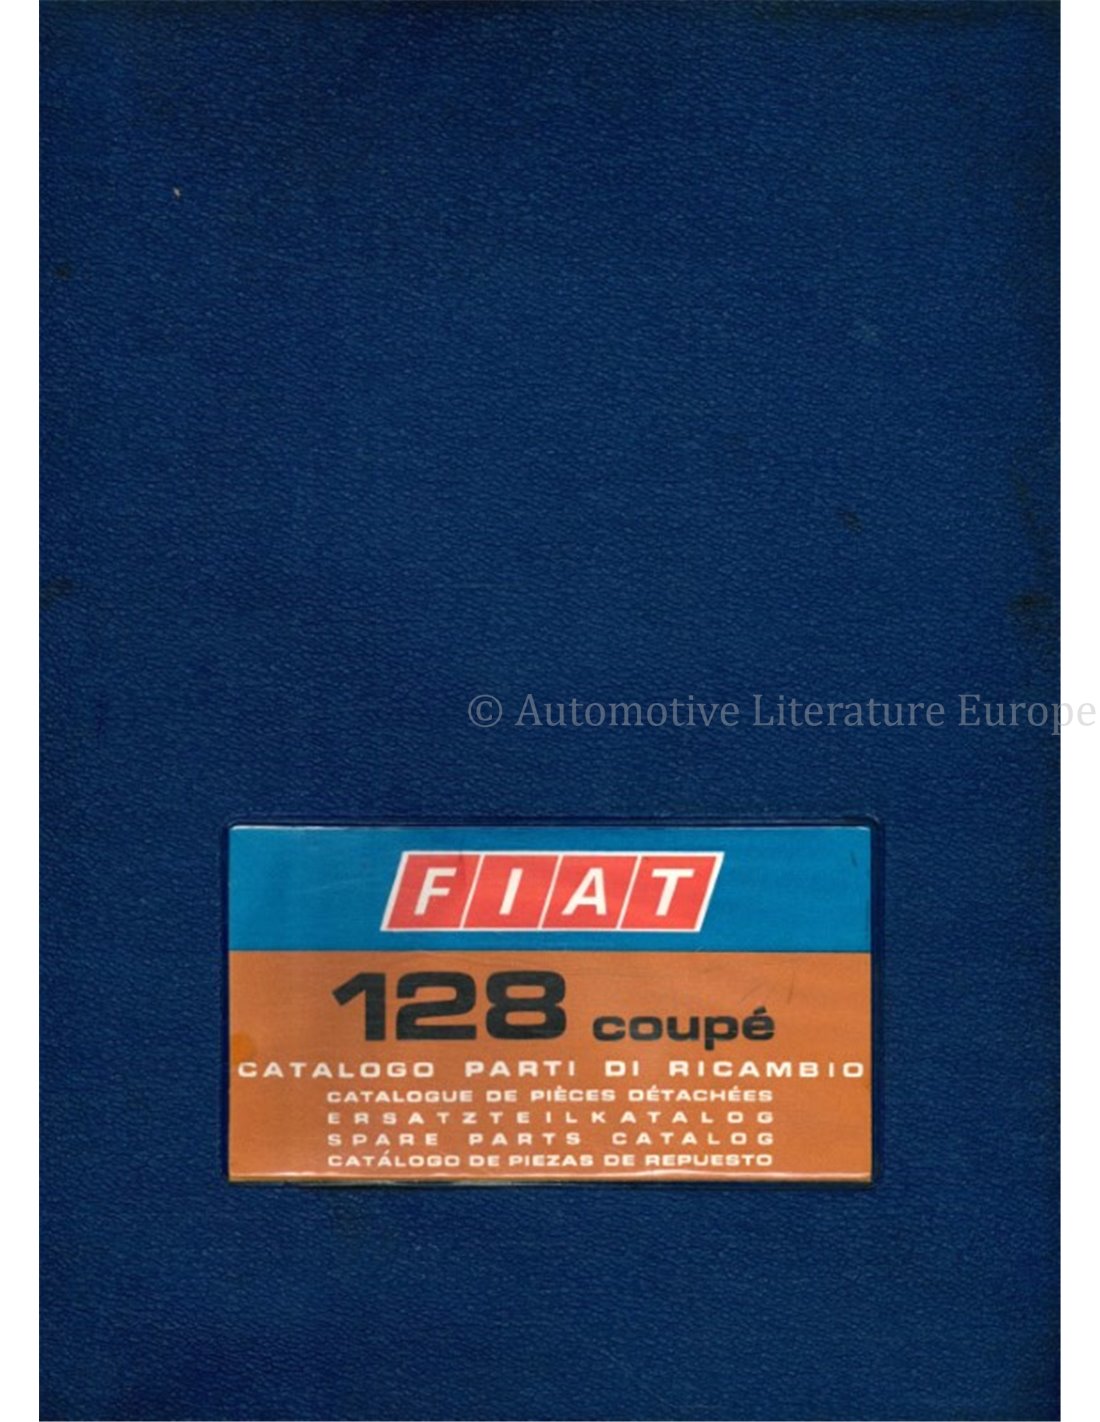 © Automotive Literature Europe
FIAT
128 coupé
CATALOGO PARTI DI RICAMBIO
CATALOGUE DE PIÈCES DÉTACHÉES
ERSATZTEILKATALOG
SPARE PARTS CATALOG
CATÁLOGO DE PIEZAS DE REPUESTO